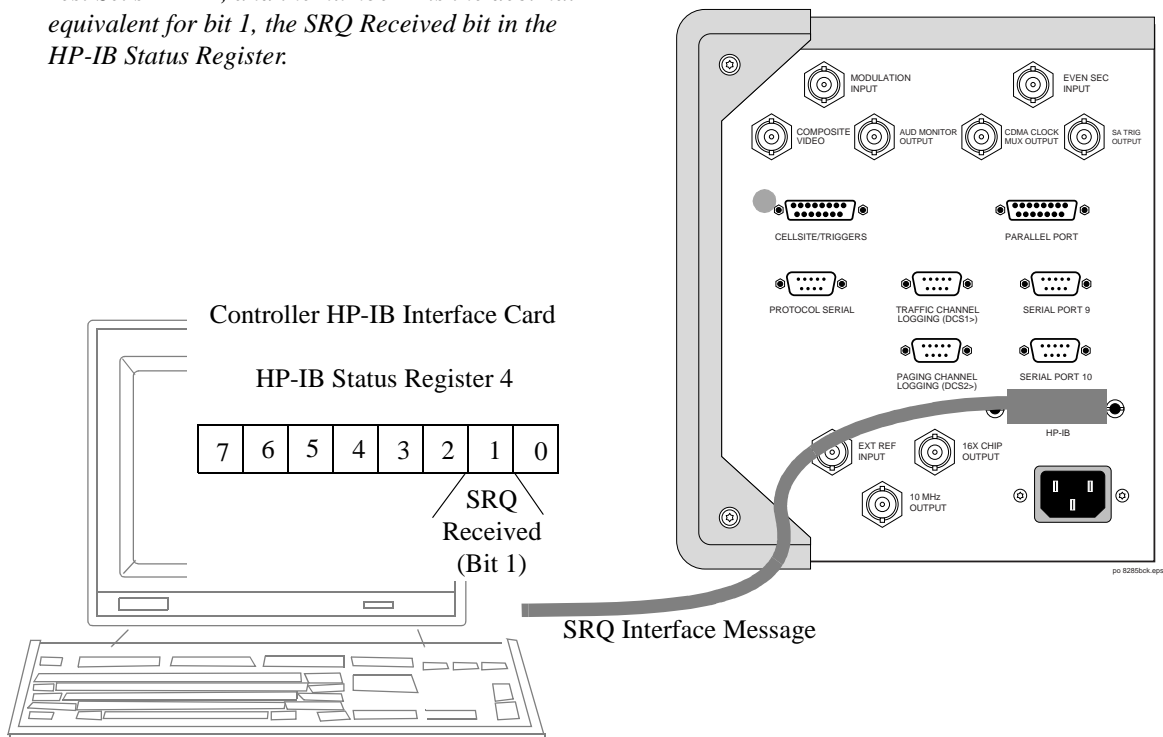 equivalent for bit 1, the SRQ Received bit in the
HP-IB Status Register.
MODULATION
INPUT
EVEN SEC
INPUT
COMPOSITE
VIDEO
AUD MONITOR
OUTPUT
CDMA CLOCK
MUX OUTPUT
SA TRIG
OUTPUT
CELLSITE/TRIGGERS
PARALLEL PORT
PROTOCOL SERIAL
TRAFFIC CHANNEL
LOGGING (DCS1>)
SERIAL PORT 9
PAGING CHANNEL
LOGGING (DCS2>)
SERIAL PORT 10
HP-IB
EXT REF
INPUT
16X CHIP
OUTPUT
10 MHz
OUTPUT
po 8285bck.eps
Controller HP-IB Interface Card
HP-IB Status Register 4
7 6 5 4 3 2 1 0
SRQ
Received
(Bit 1)
SRQ Interface Message